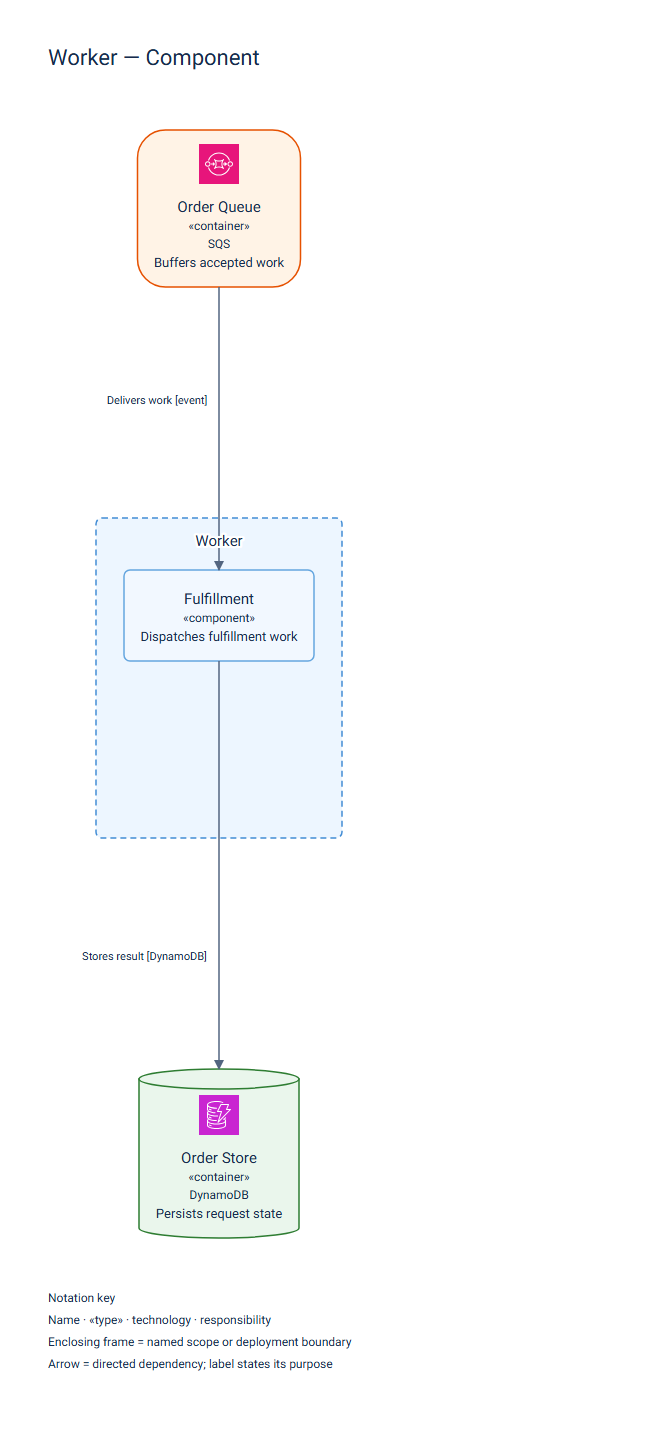 Worker — Component
Order Queue
«container»
SQS
Buffers accepted work
Delivers work [event]
Worker
Fulfillment
«component»
Dispatches fulfillment work
Stores result [DynamoDB]
Order Store
«container»
DynamoDB
Persists request state
Notation key
Name · «type» · technology · responsibility
Enclosing frame = named scope or deployment boundary
Arrow = directed dependency; label states its purpose